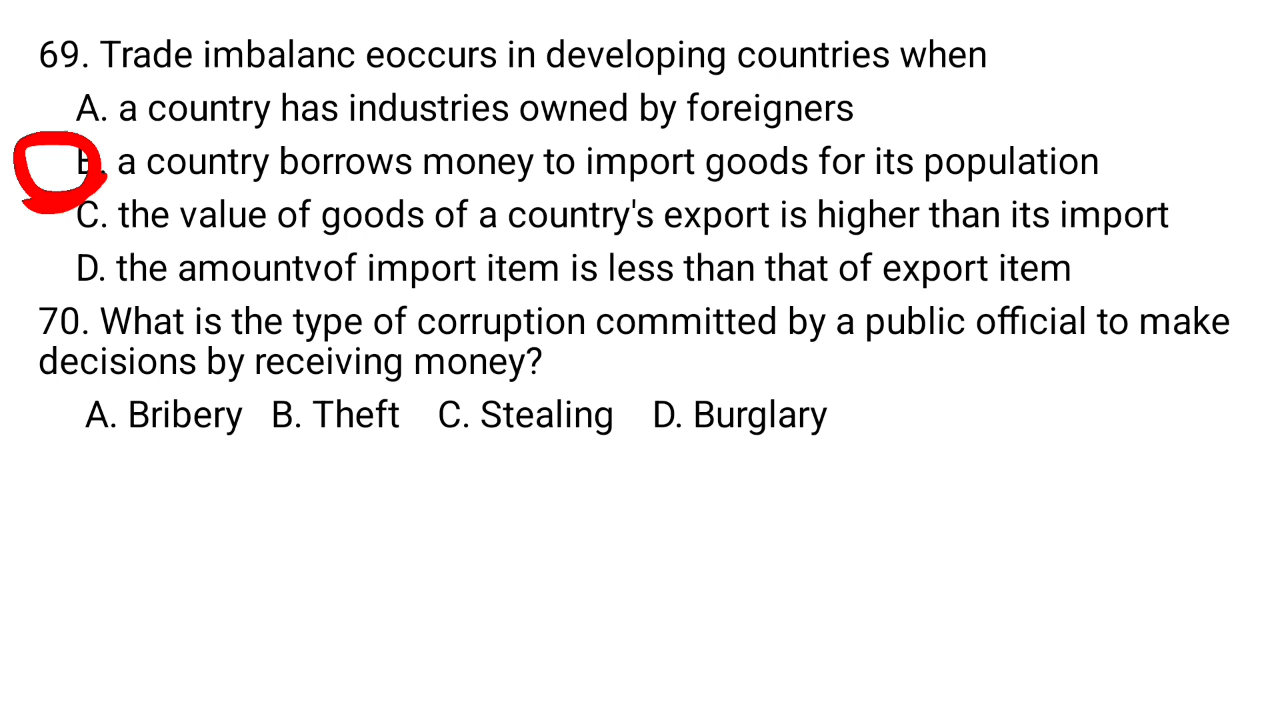 69. Trade imbalanc eoccurs in developing countries when
A. a country has industries owned by foreigners
B. a country borrows money to import goods for its population
C. the value of goods of a country's export is higher than its import
D. the amountvof import item is less than that of export item
70. What is the type of corruption committed by a public official to make
decisions by receiving money?
A. Bribery B. Theft C. Stealing D. Burglary